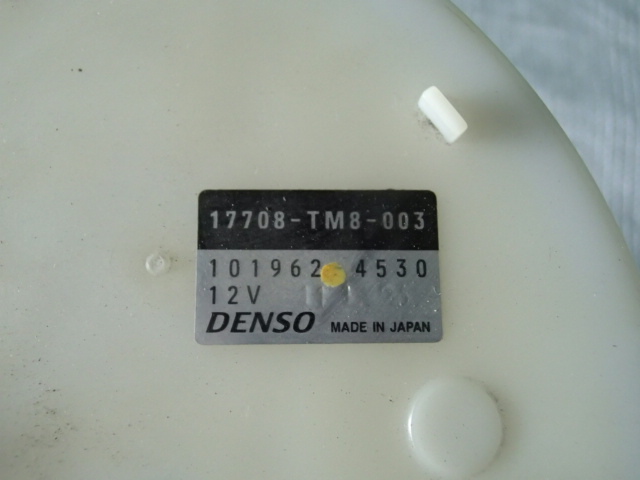 17708-TM8-003
101962-4530
12V
DENSO MADE IN JAPAN